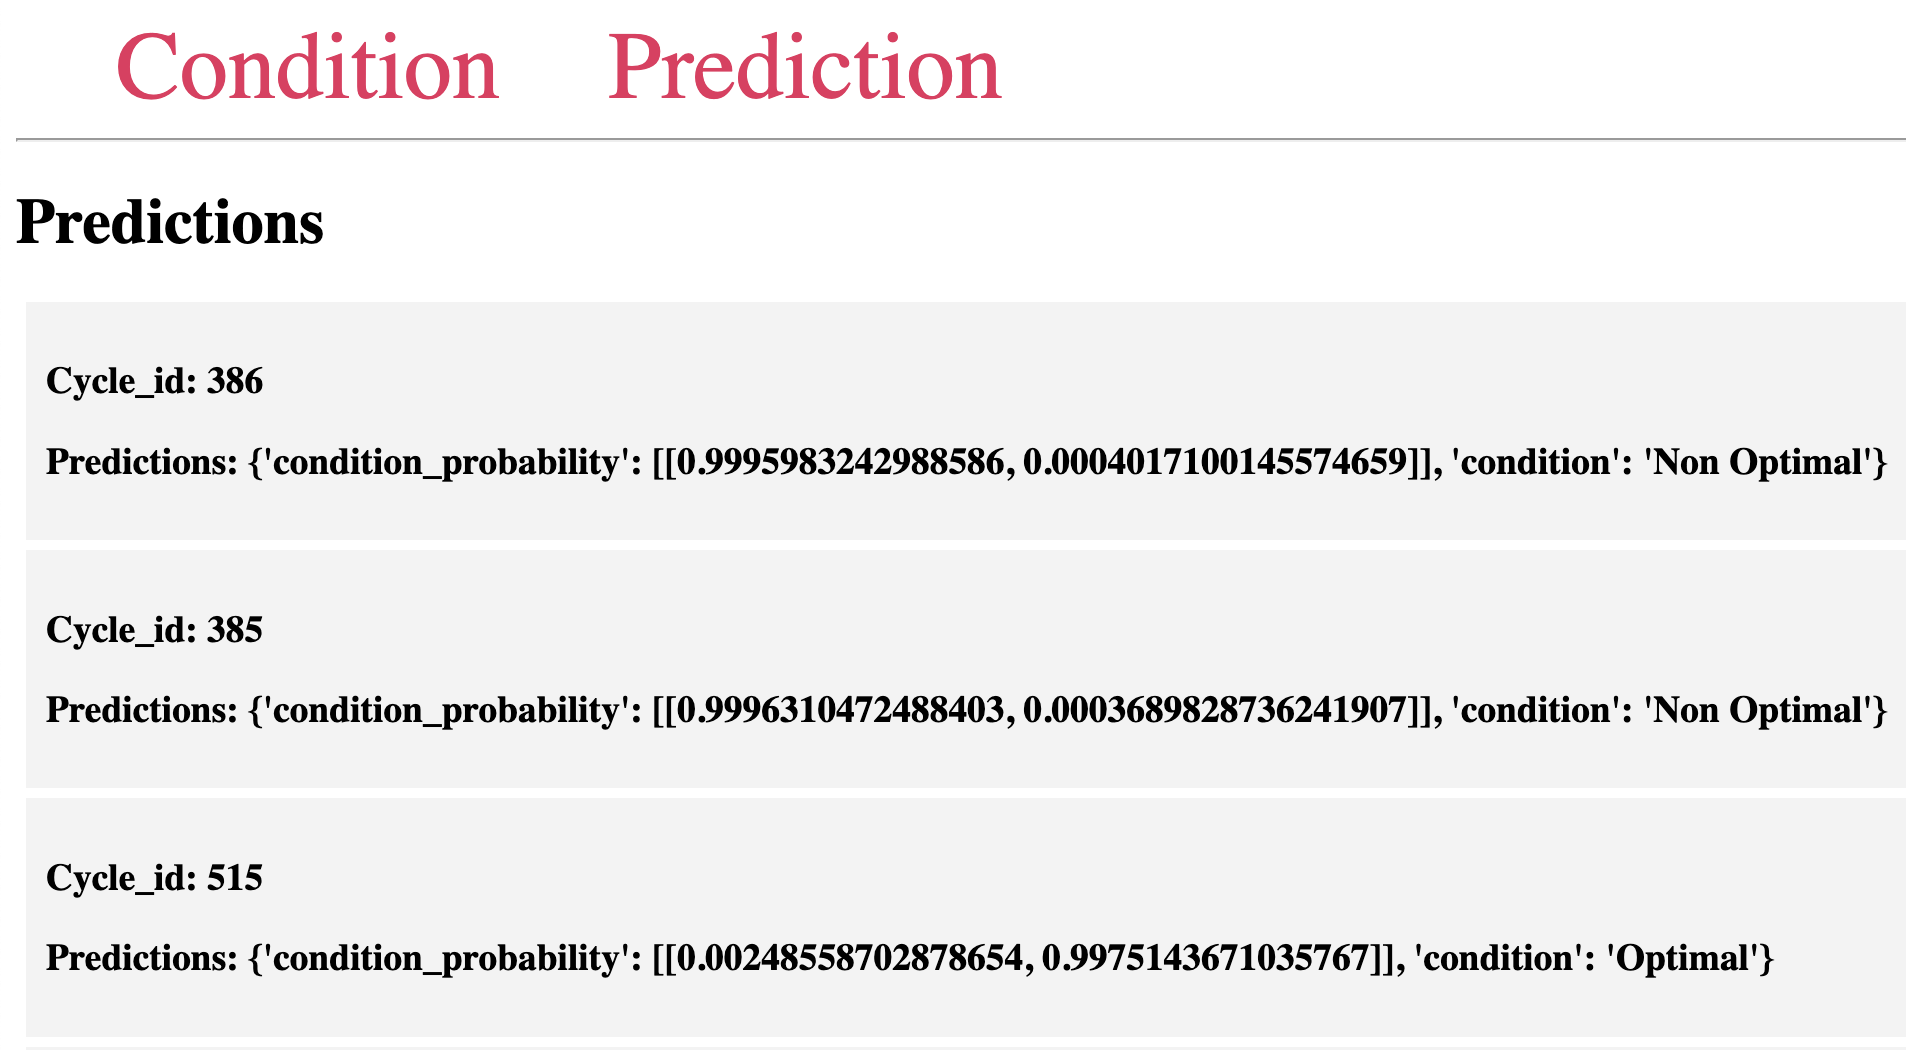 Condition Prediction
Predictions
Cycle_id: 386
Predictions: {'condition_probability': [[0.9995983242988586, 0.0004017100145574659]], 'condition': 'Non Optimal'}
Cycle_id: 385
Predictions: {'condition_probability': [[0.9996310472488403, 0.0003689828736241907]], 'condition': 'Non Optimal'}
Cycle_id: 515
Predictions: {'condition_probability': [[0.00248558702878654, 0.9975143671035767]], 'condition': 'Optimal'}